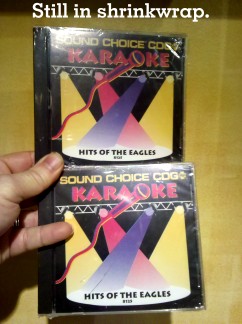 Still in shrinkwrap.
SOUND CHOICE CDG
KARAOKE
HITS OF THE EAGLES
SOUND CHOICE CDG
KARAOKE
HITS OF THE EAGLES